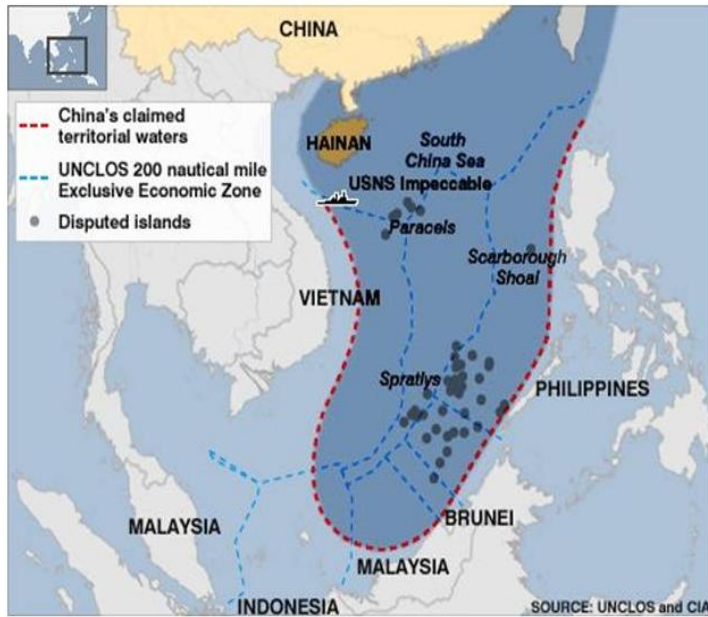 CHINA
China's claimed
territorial waters
UNCLOS 200 nautical mile
Exclusive Economic Zone
Disputed islands
HAINAN
South
China Sea
USNS Impeccable
Paracels
Scarborough
Shoal
VIETNAM
Spratlys
PHILIPPINES
MALAYSIA
BRUNEI
MALAYSIA
INDONESIA
SOURCE: UNCLOS and CIA